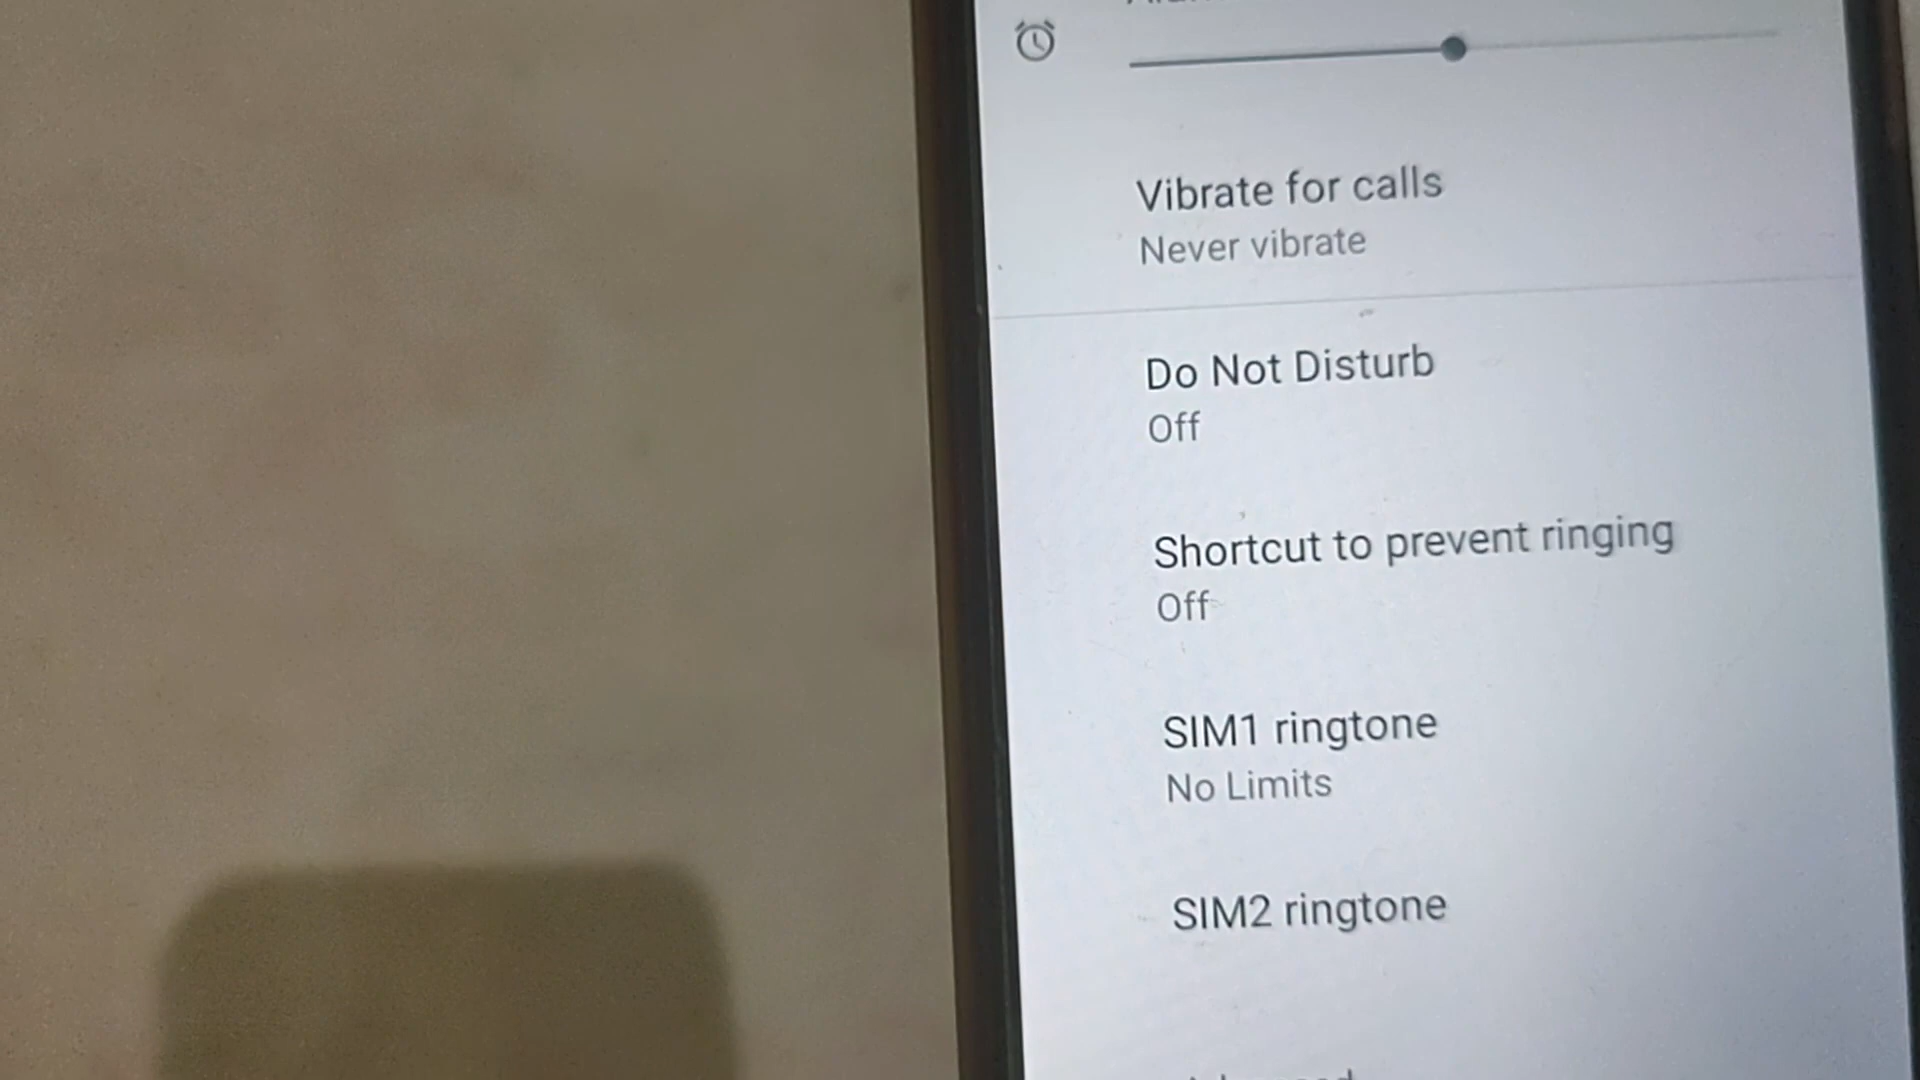 Vibrate for calls
Never vibrate
Do Not Disturb
Off
Shortcut to prevent ringing
Off
SIM1 ringtone
No Limits
SIM2 ringtone